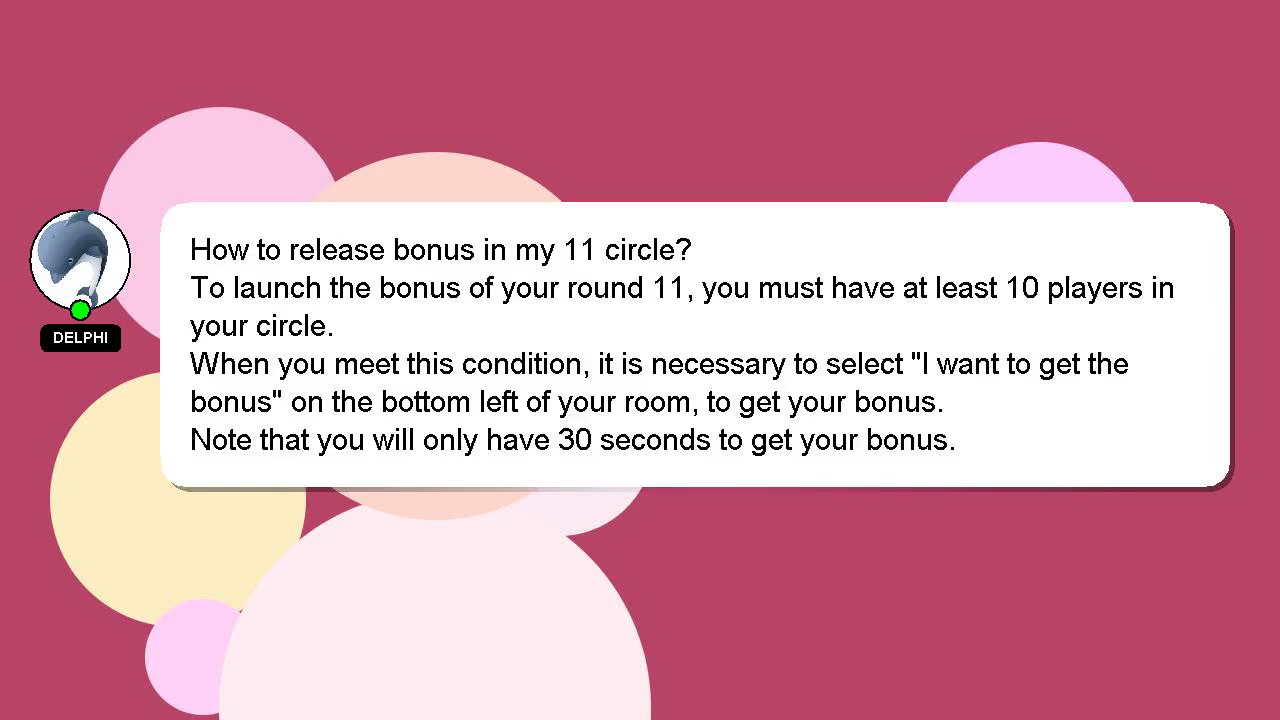 How to release bonus in my 11 circle?
To launch the bonus of your round 11, you must have at least 10 players in
your circle.
When you meet this condition, it is necessary to select "I want to get the
bonus" on the bottom left of your room, to get your bonus.
Note that you will only have 30 seconds to get your bonus.
DELPHI